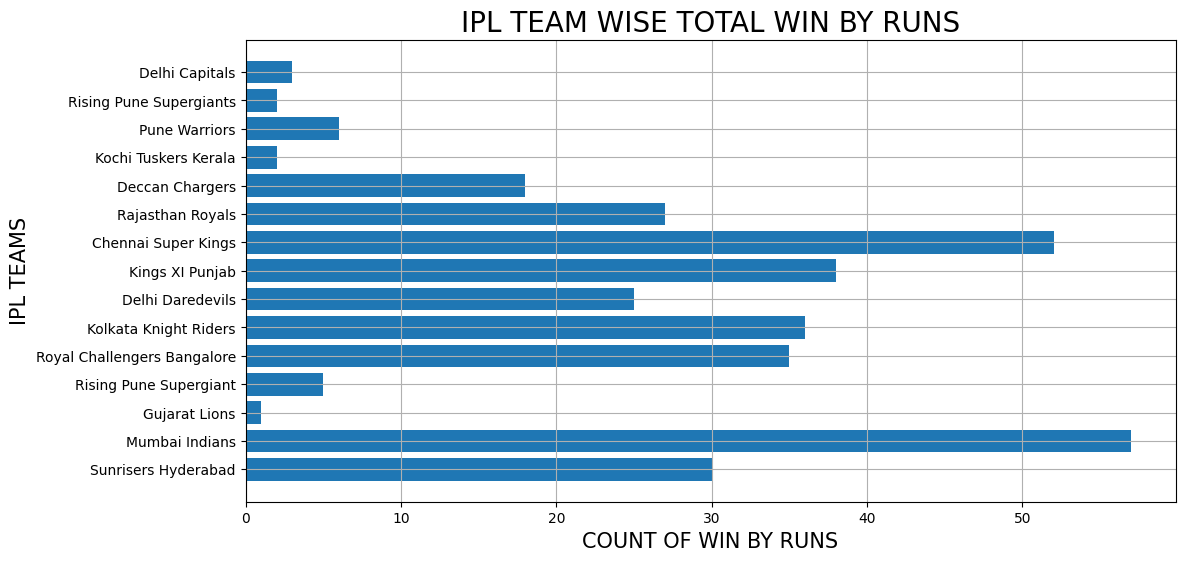 IPL TEAM WISE TOTAL WIN BY RUNS
IPL TEAMS
Delhi Capitals
Rising Pune Supergiants
Pune Warriors
Kochi Tuskers Kerala
Deccan Chargers
Rajasthan Royals
Chennai Super Kings
Kings XI Punjab
Delhi Daredevils
Kolkata Knight Riders
Royal Challengers Bangalore
Rising Pune Supergiant
Gujarat Lions
Mumbai Indians
Sunrisers Hyderabad
0 10 20 30 40 50
COUNT OF WIN BY RUNS